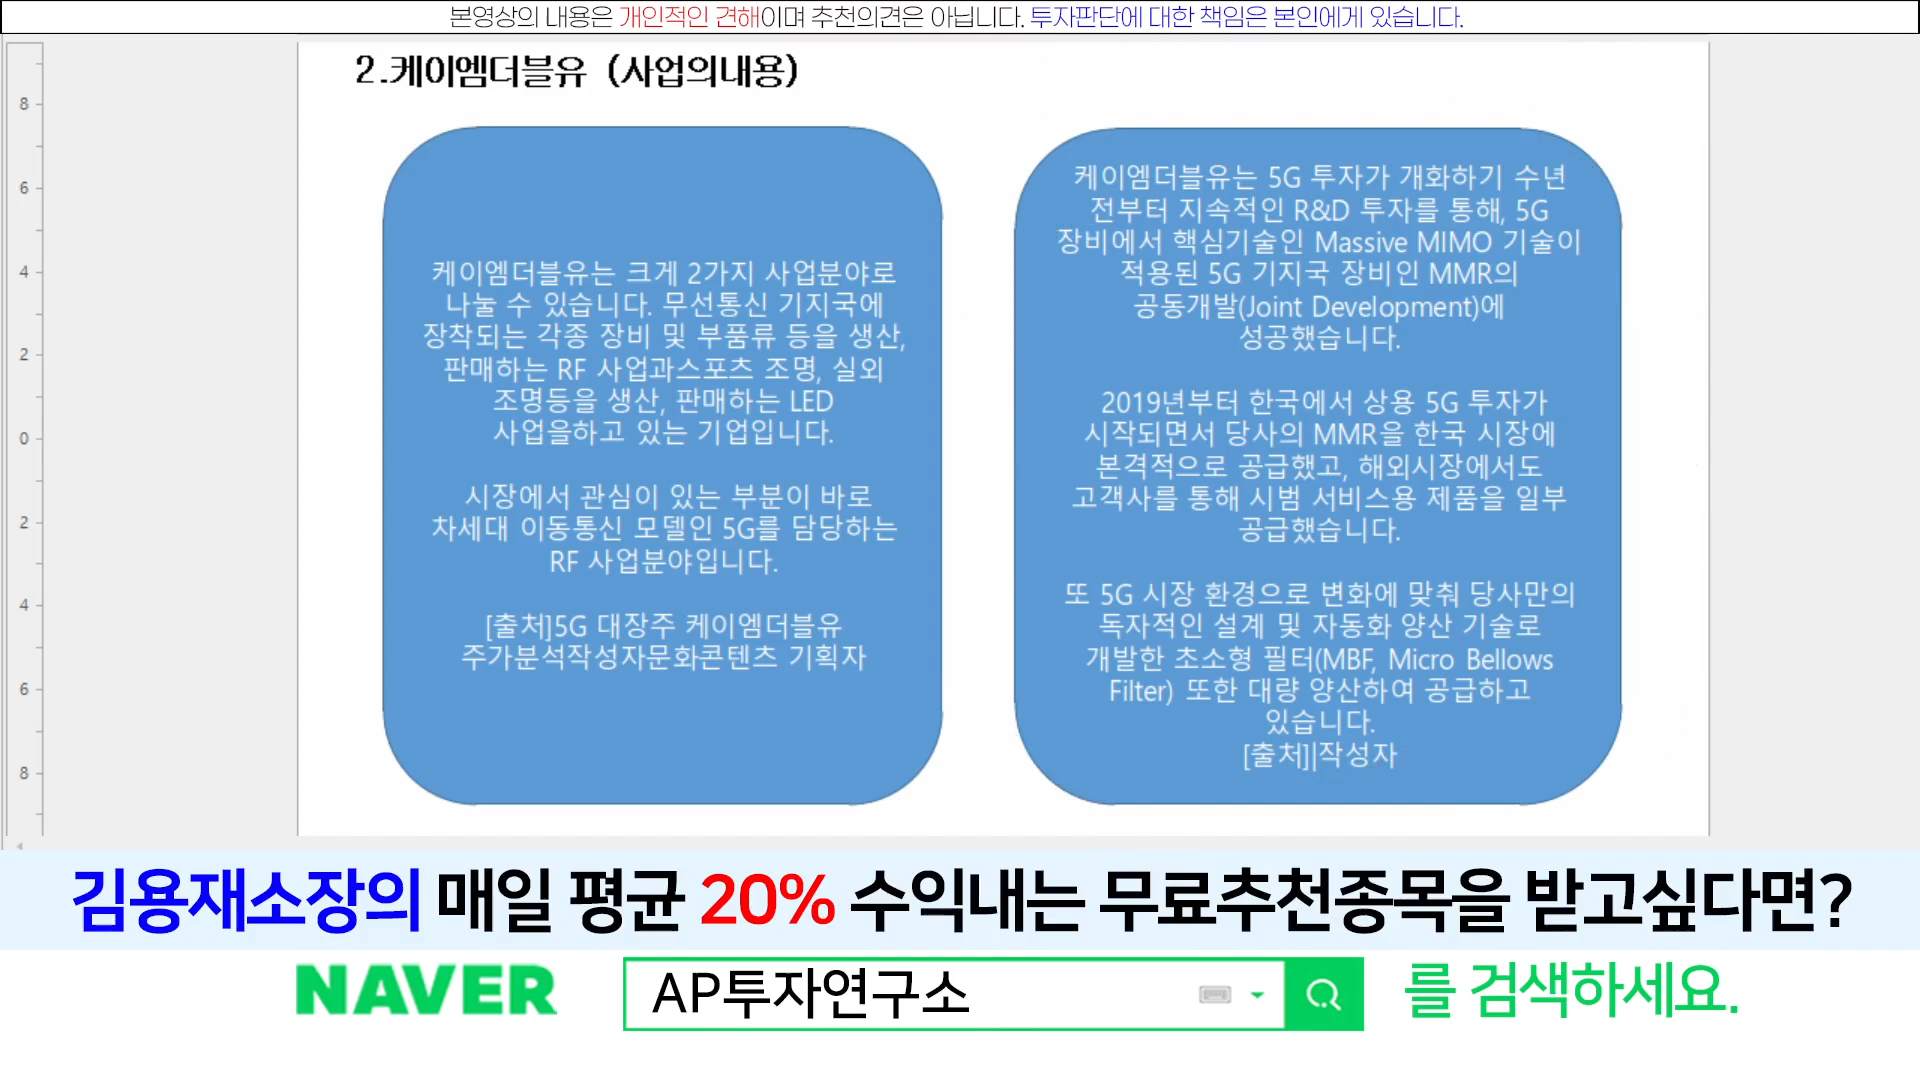 본영상의 내용은 개인적인 견해이며 추천의견은 아닙니다. 투자판단에 대한 책임은 본인에게 있습니다.
2.케이엠더블유 (사업의내용)
케이엠더블유는 크게 2가지 사업분야로
나눌 수 있습니다. 무선통신 기지국에
장착되는 각종 장비 및 부품류 등을 생산,
판매하는 RF 사업과스포츠 조명, 실외
조명등을 생산, 판매하는 LED
사업을하고 있는 기업입니다.
시장에서 관심이 있는 부분이 바로
차세대 이동통신 모델인 5G를 담당하는
RF 사업분야입니다.
[출처]5G 대장주 케이엠더블유
주가분석작성자문화콘텐츠 기획자
케이엠더블유는 5G 투자가 개화하기 수년
전부터 지속적인 R&D 투자를 통해, 5G
장비에서 핵심기술인 Massive MIMO 기술이
적용된 5G 기지국 장비인 MMR의
공동개발(Joint Development)에
성공했습니다.
2019년부터 한국에서 상용 5G 투자가
시작되면서 당사의 MMR을 한국 시장에
본격적으로 공급했고, 해외시장에서도
고객사를 통해 시범 서비스용 제품을 일부
공급했습니다.
또 5G 시장 환경으로 변화에 맞춰 당사만의
독자적인 설계 및 자동화 양산 기술로
개발한 초소형 필터(MBF, Micro Bellows
Filter) 또한 대량 양산하여 공급하고
있습니다.
[출처]|작성자
8
6
4
2
0
2
4
6
8
김용재소장의 매일 평균 20% 수익내는 무료추천종목을 받고싶다면?
NAVER AP투자연구소 를 검색하세요.